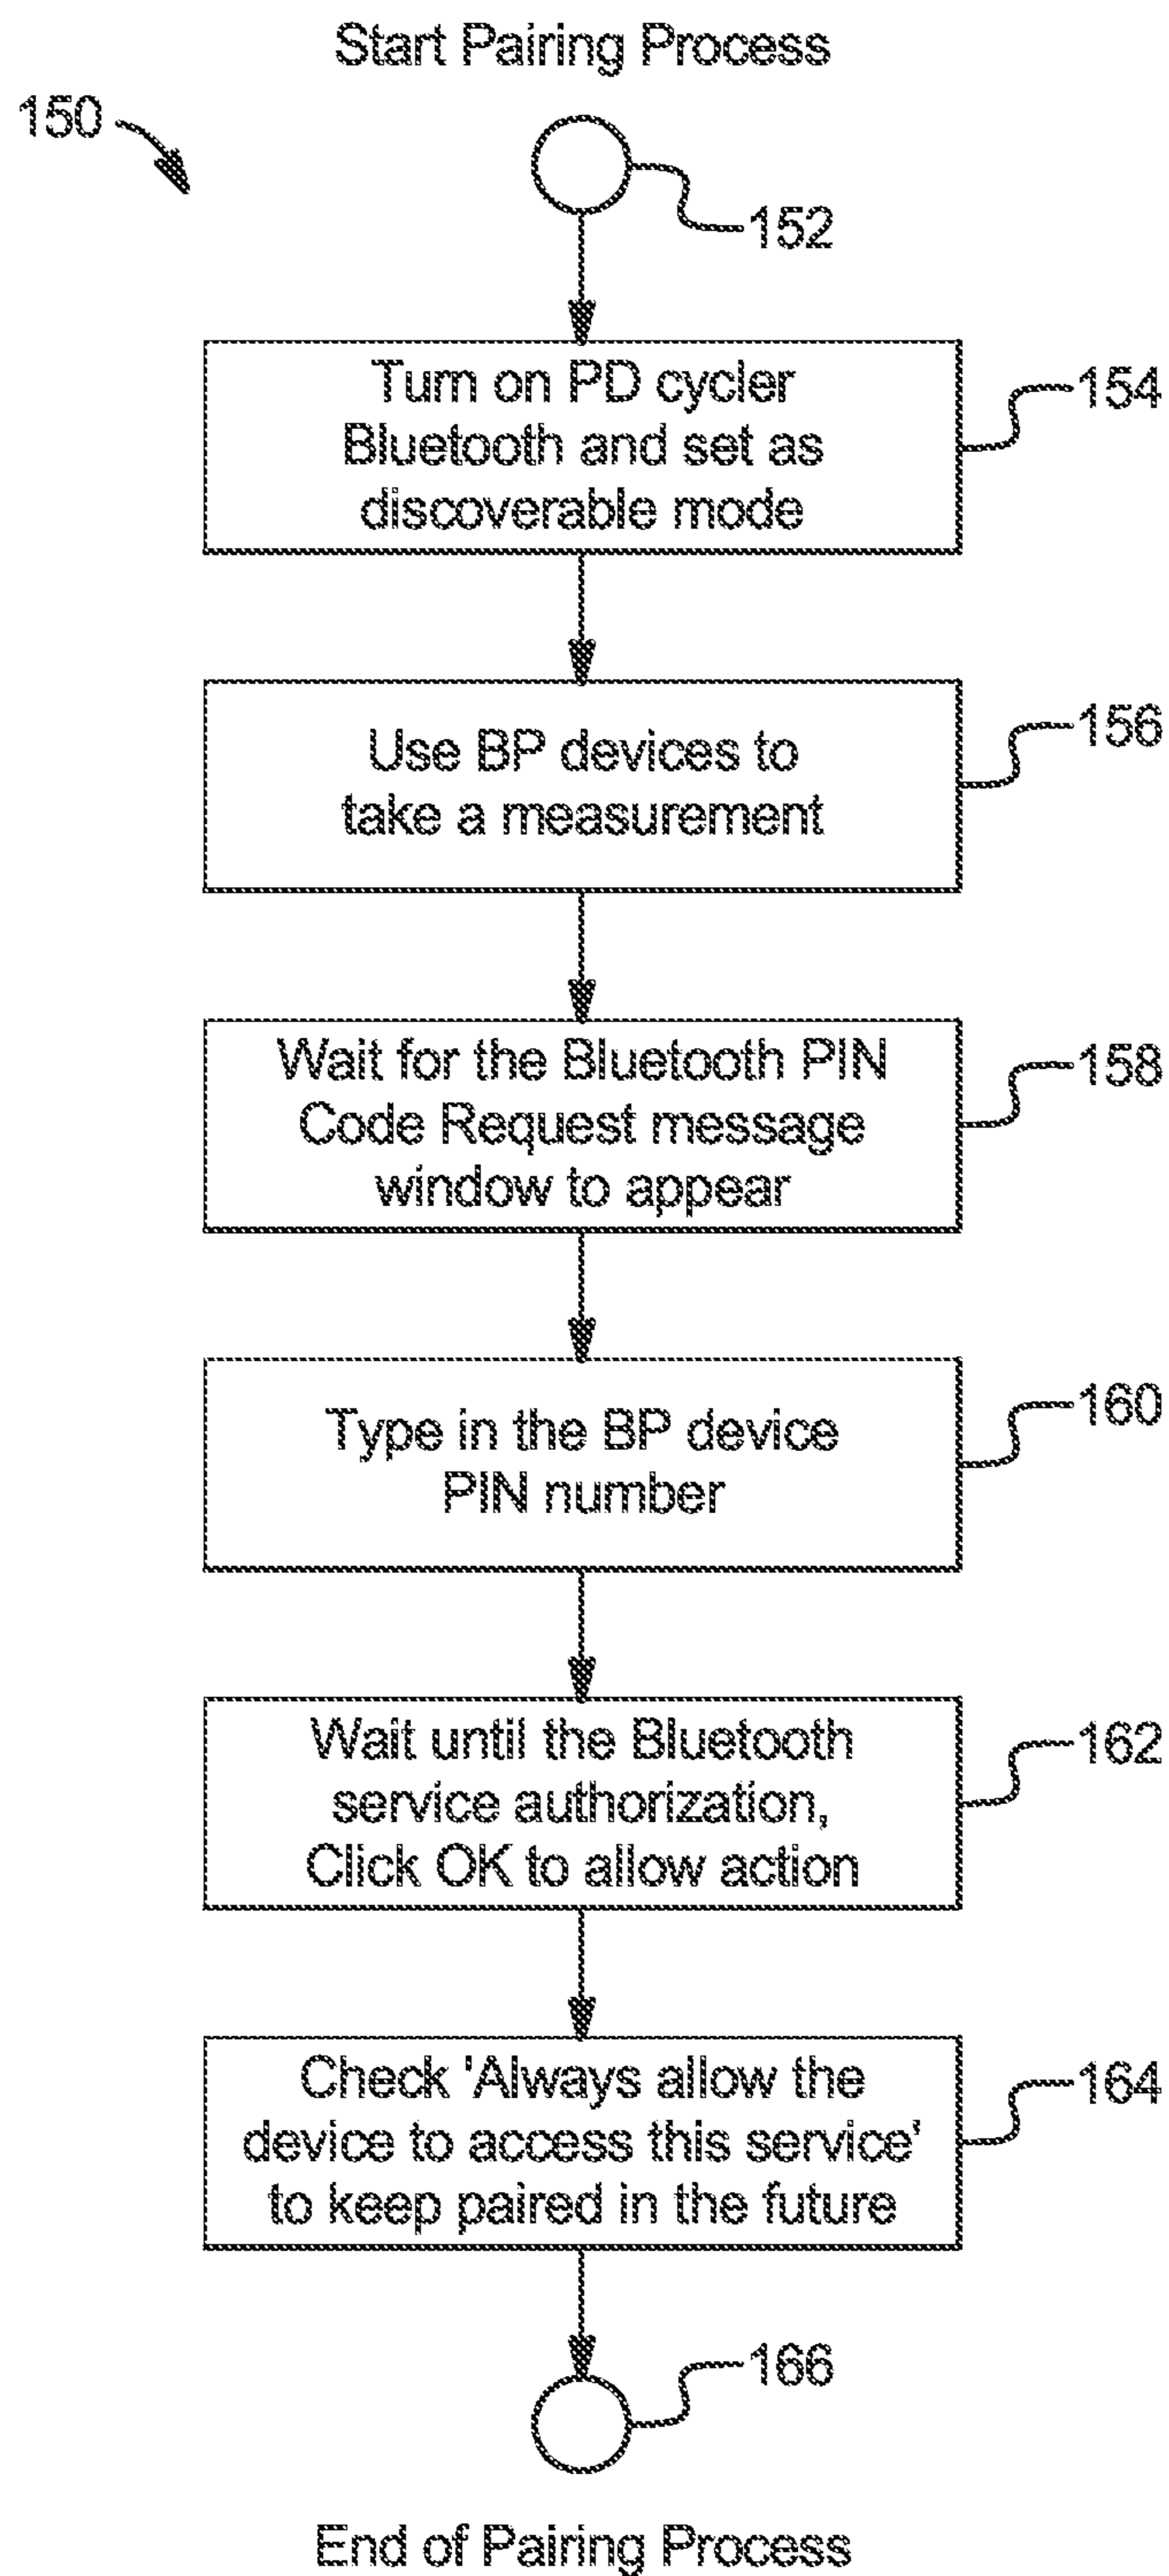 Start Pairing Process
150
152
Turn on PD cycler
Bluetooth and set as
discoverable mode
154
Use BP devices to
take a measurement
156
Wait for the Bluetooth PIN
Code Request message
window to appear
158
Type in the BP device
PIN number
160
Wait until the Bluetooth
service authorization,
Click OK to allow action
162
Check 'Always allow the
device to access this service'
to keep paired in the future
164
166
End of Pairing Process